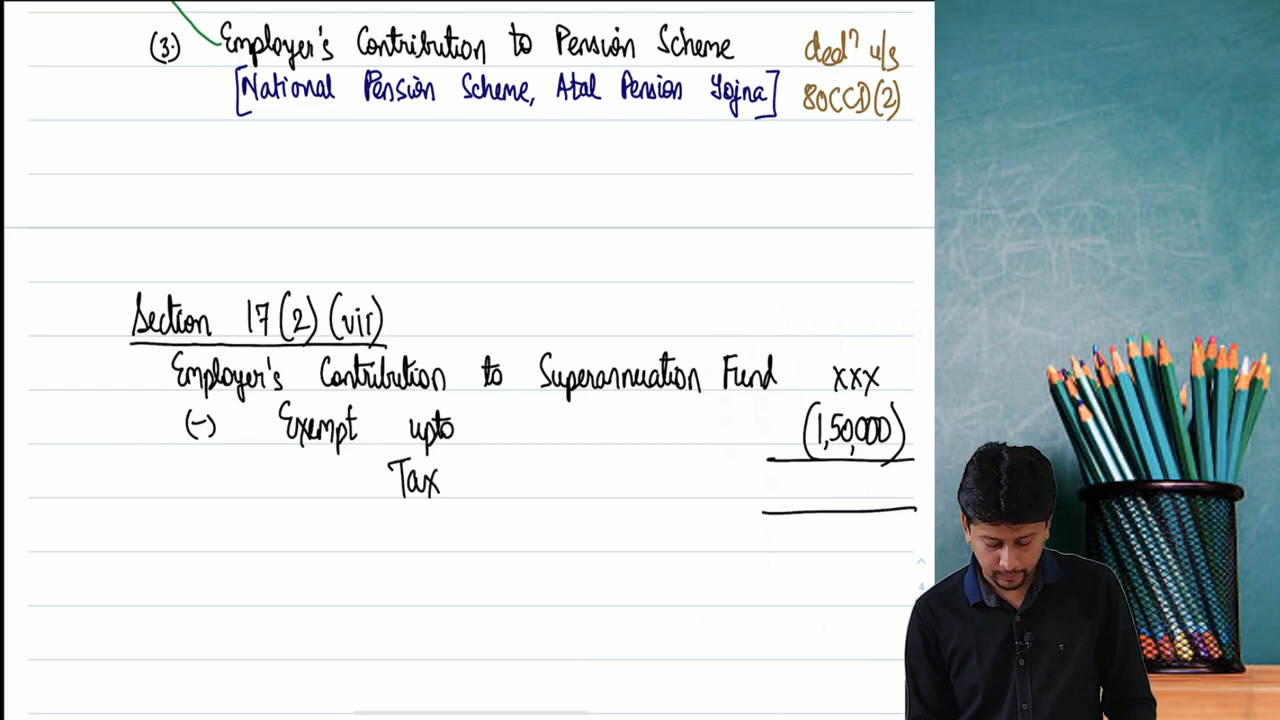 (3.) Employer's Contribution to Pension Scheme dedⁿ u/s
[National Pension Scheme, Atal Pension Yojna] 80CCD(2)
Section 17(2)(vii)
Employer's Contribution to Superannuation Fund xxx
(-) Exempt upto (1,50,000)
Tax
4